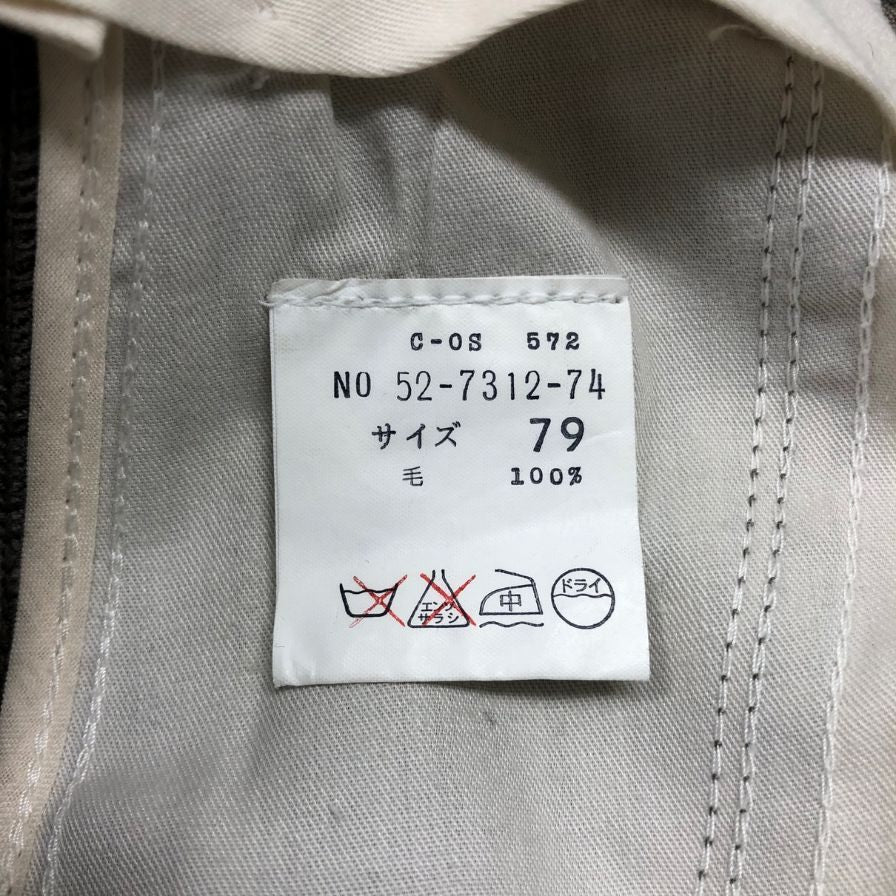 C-OS 572
NO 52-7312-74
サイズ 79
毛 100%
エンソ
サラシ
中
ドライ